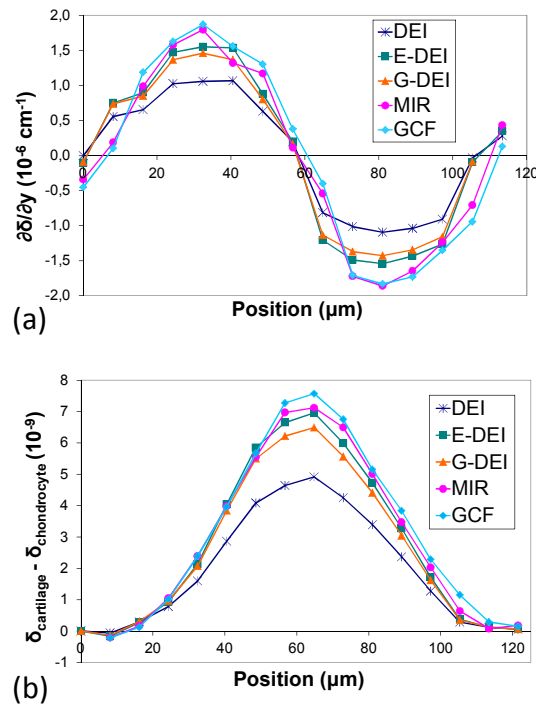 2,0
1,5
1,0
0,5
0,0
-0,5
-1,0
-1,5
-2,0
∂δ/∂y (10⁻⁶ cm⁻¹)
0 20 40 60 80 100 120
DEI
E-DEI
G-DEI
MIR
GCF
Position (µm)
(a)
8
7
6
5
4
3
2
1
0
-1
δcartilage - δchondrocyte (10⁻⁹)
DEI
E-DEI
G-DEI
MIR
GCF
0 20 40 60 80 100 120
Position (µm)
(b)